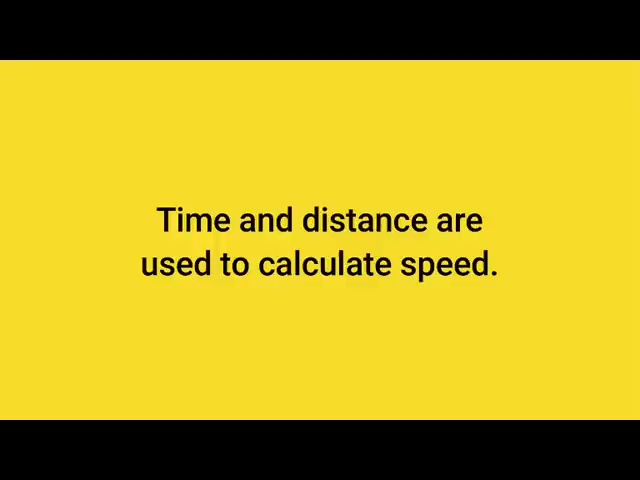 Time and distance are
used to calculate speed.